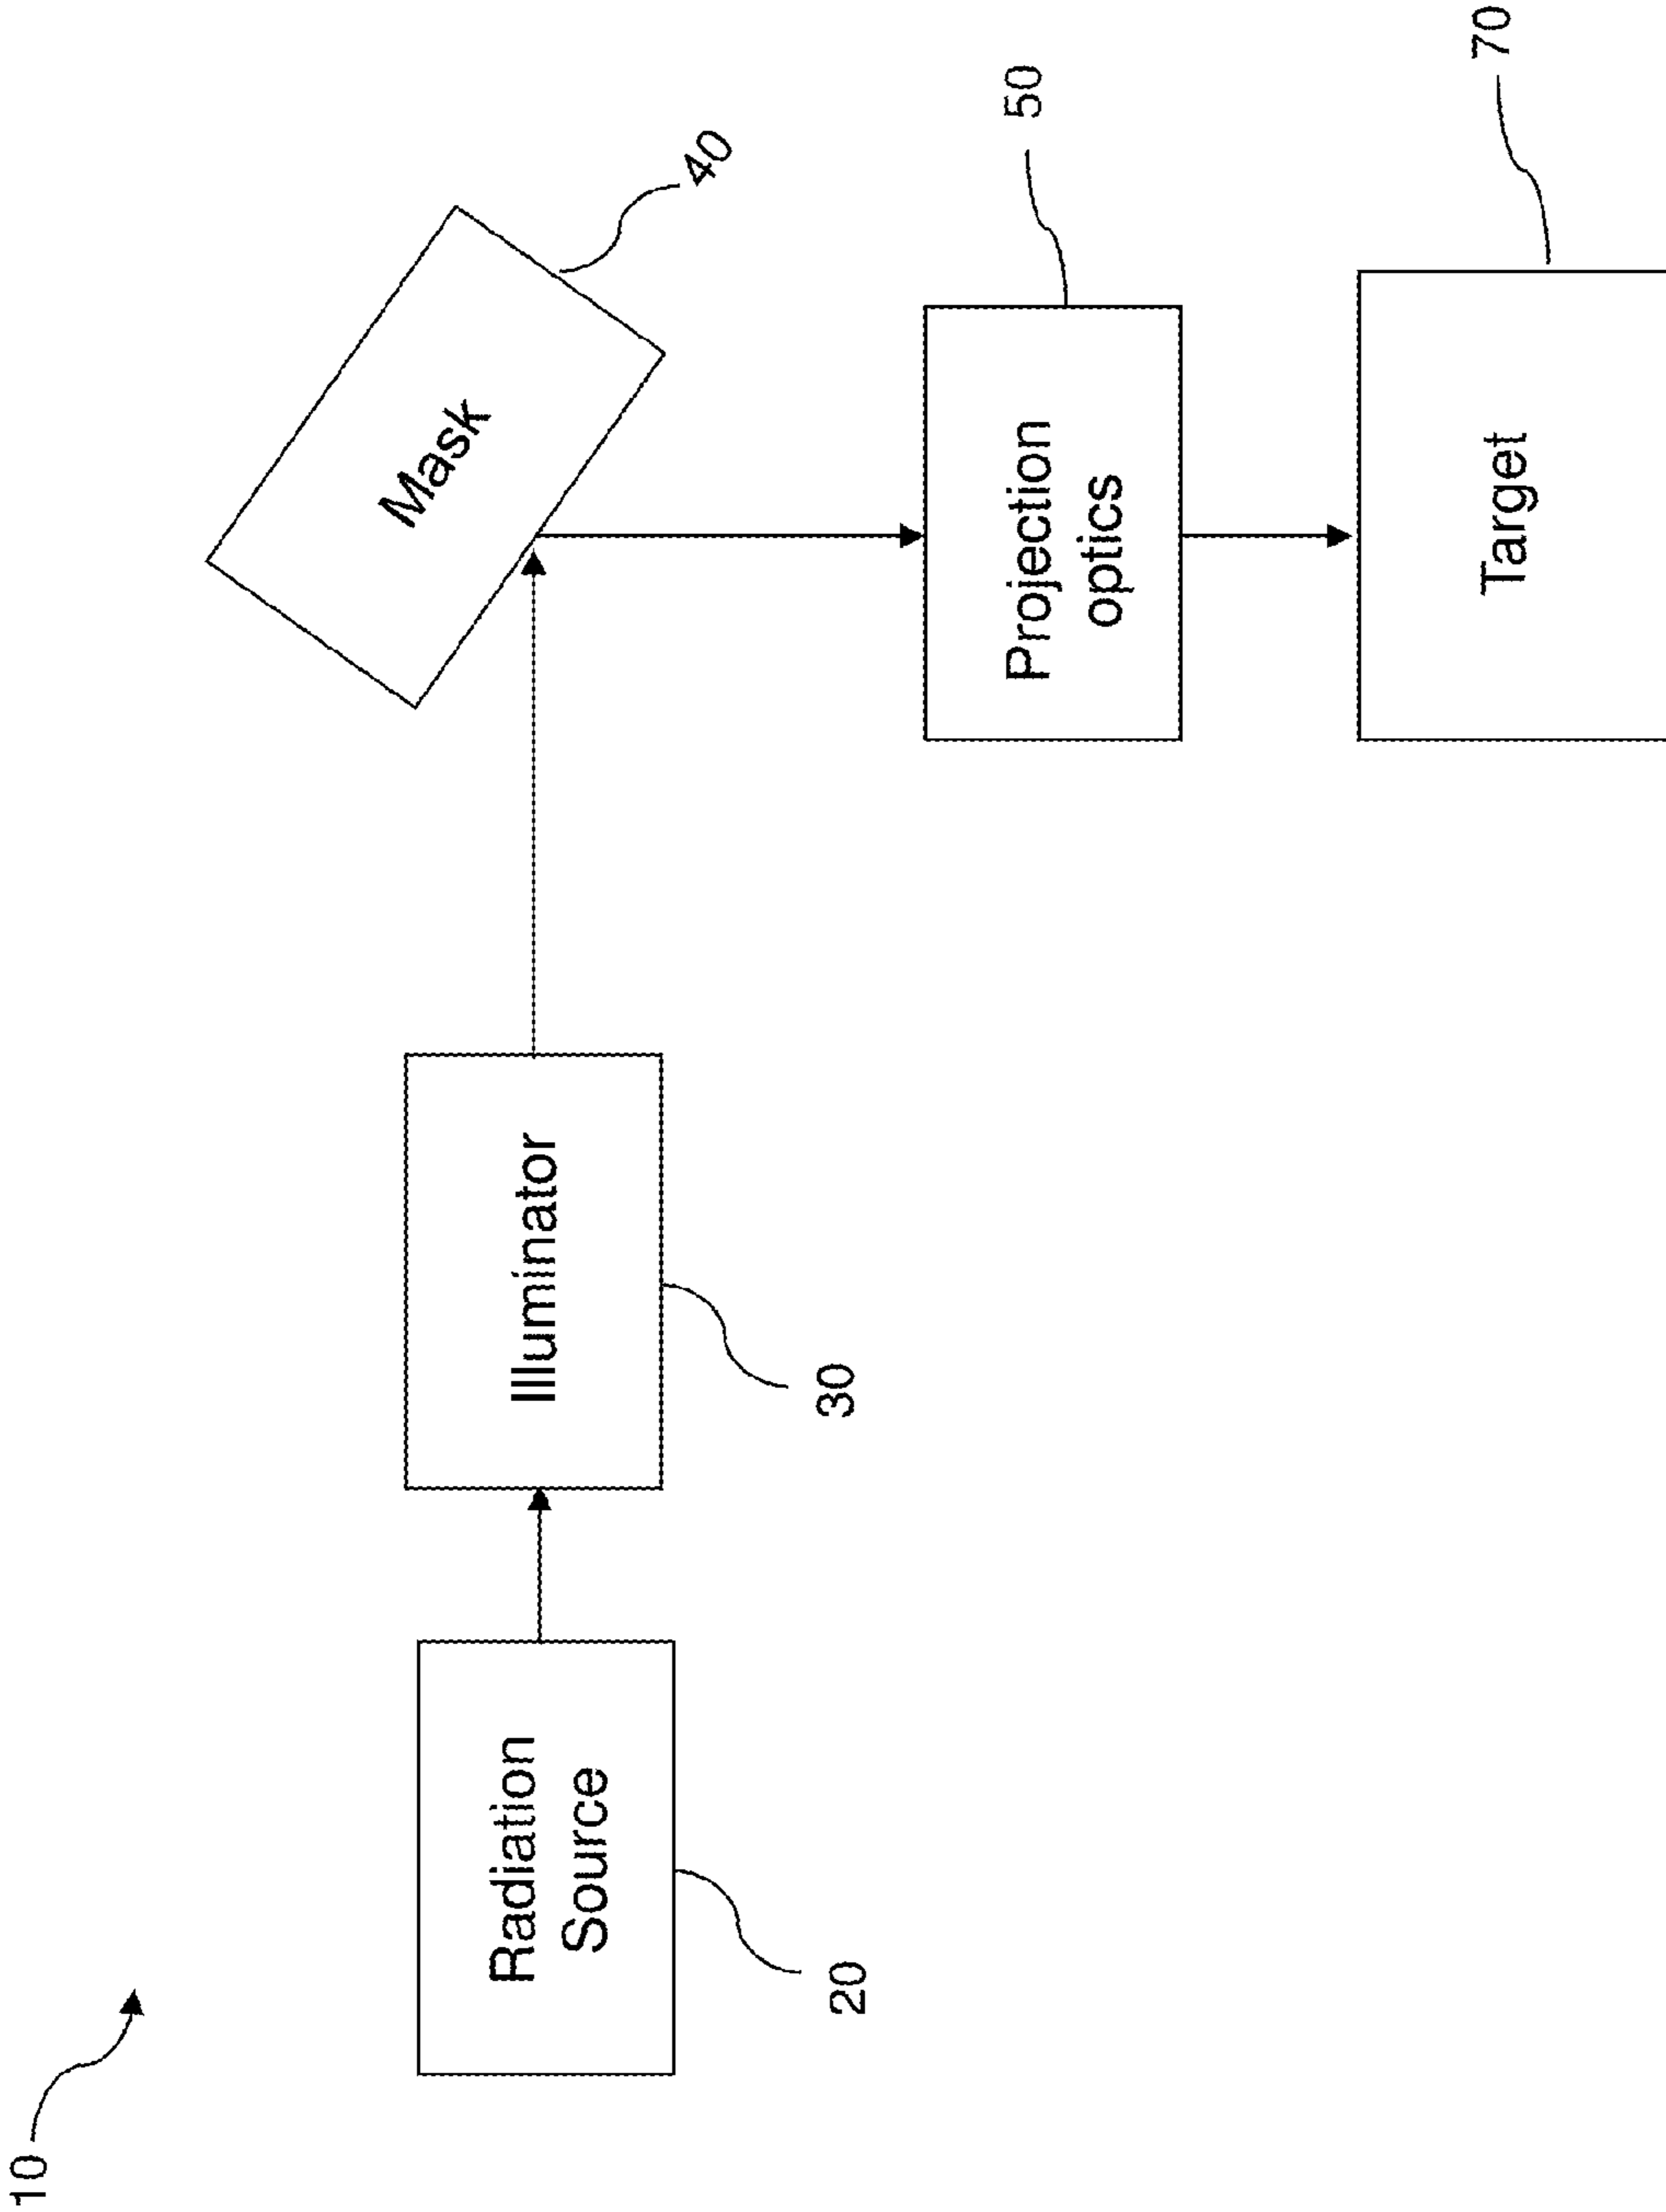 10
Radiation
Source
20
Illuminator
30
Mask
40
Projection
optics
50
Target
70